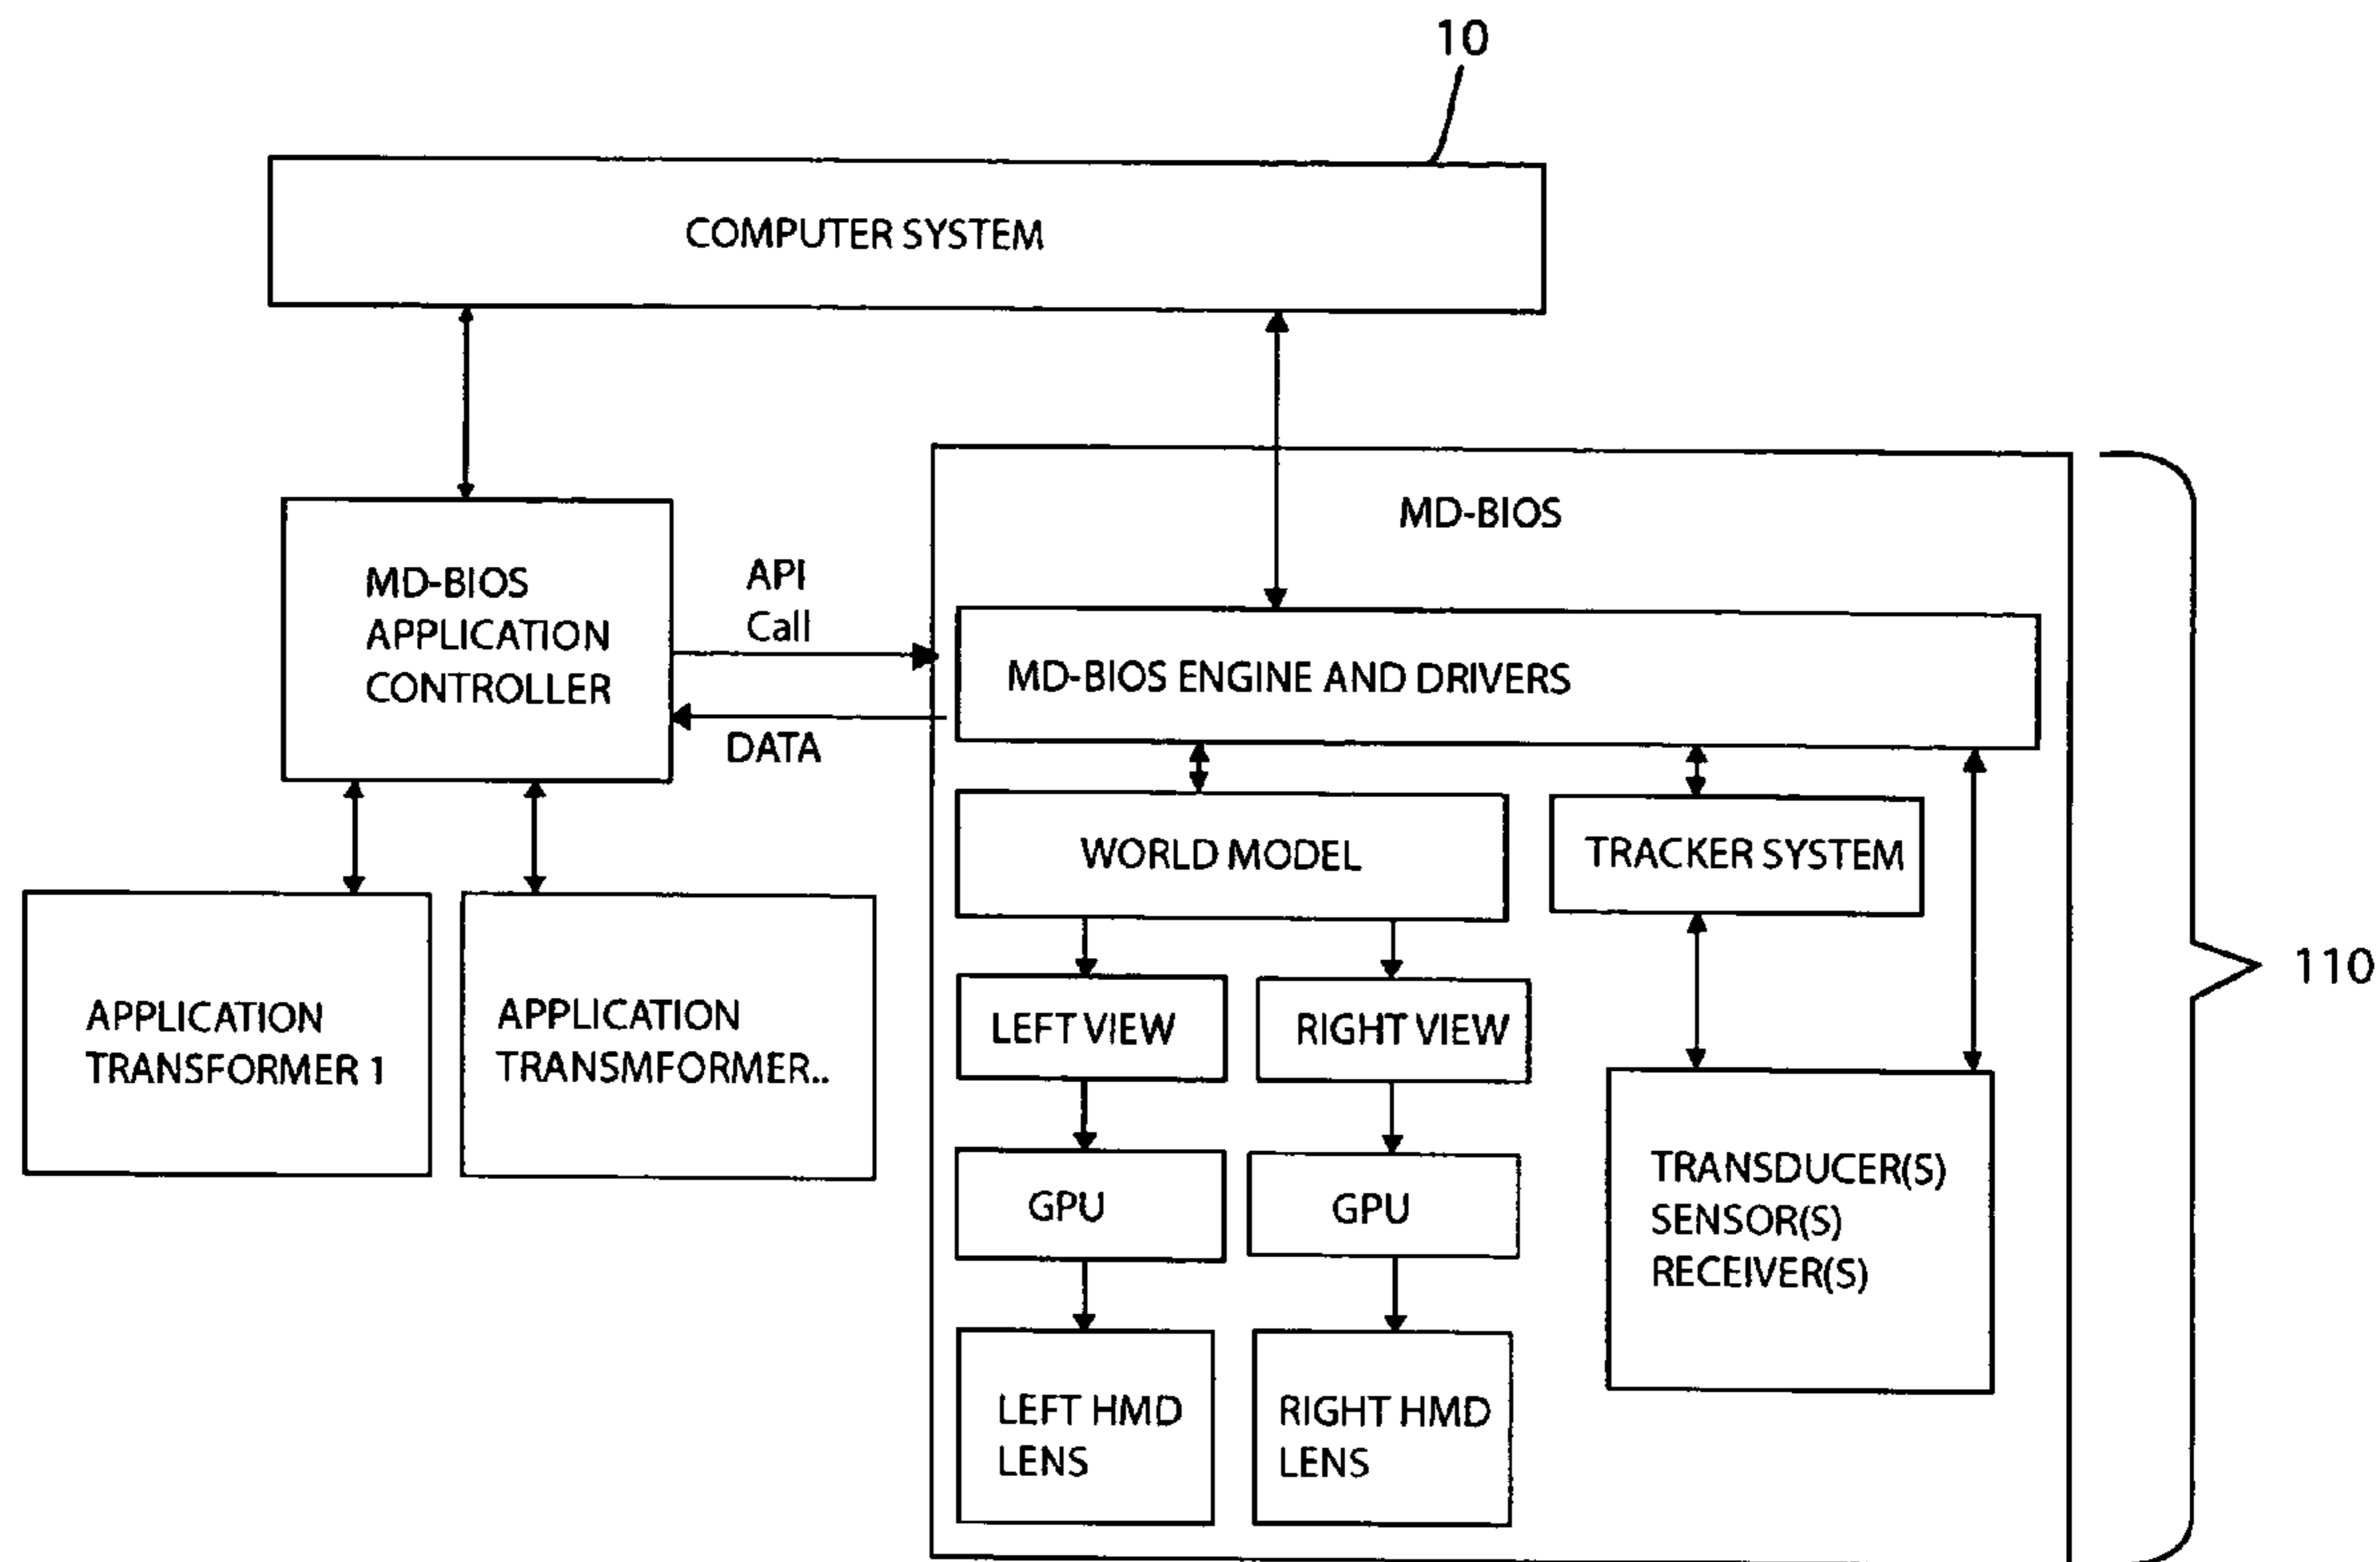 10
COMPUTER SYSTEM
MD-BIOS
MD-BIOS
APPLICATION
CONTROLLER
API
Call
DATA
MD-BIOS ENGINE AND DRIVERS
WORLD MODEL
TRACKER SYSTEM
110
APPLICATION
TRANSFORMER 1
APPLICATION
TRANSMFORMER..
LEFT VIEW
RIGHT VIEW
GPU
GPU
TRANSDUCER(S)
SENSOR(S)
RECEIVER(S)
LEFT HMD
LENS
RIGHT HMD
LENS